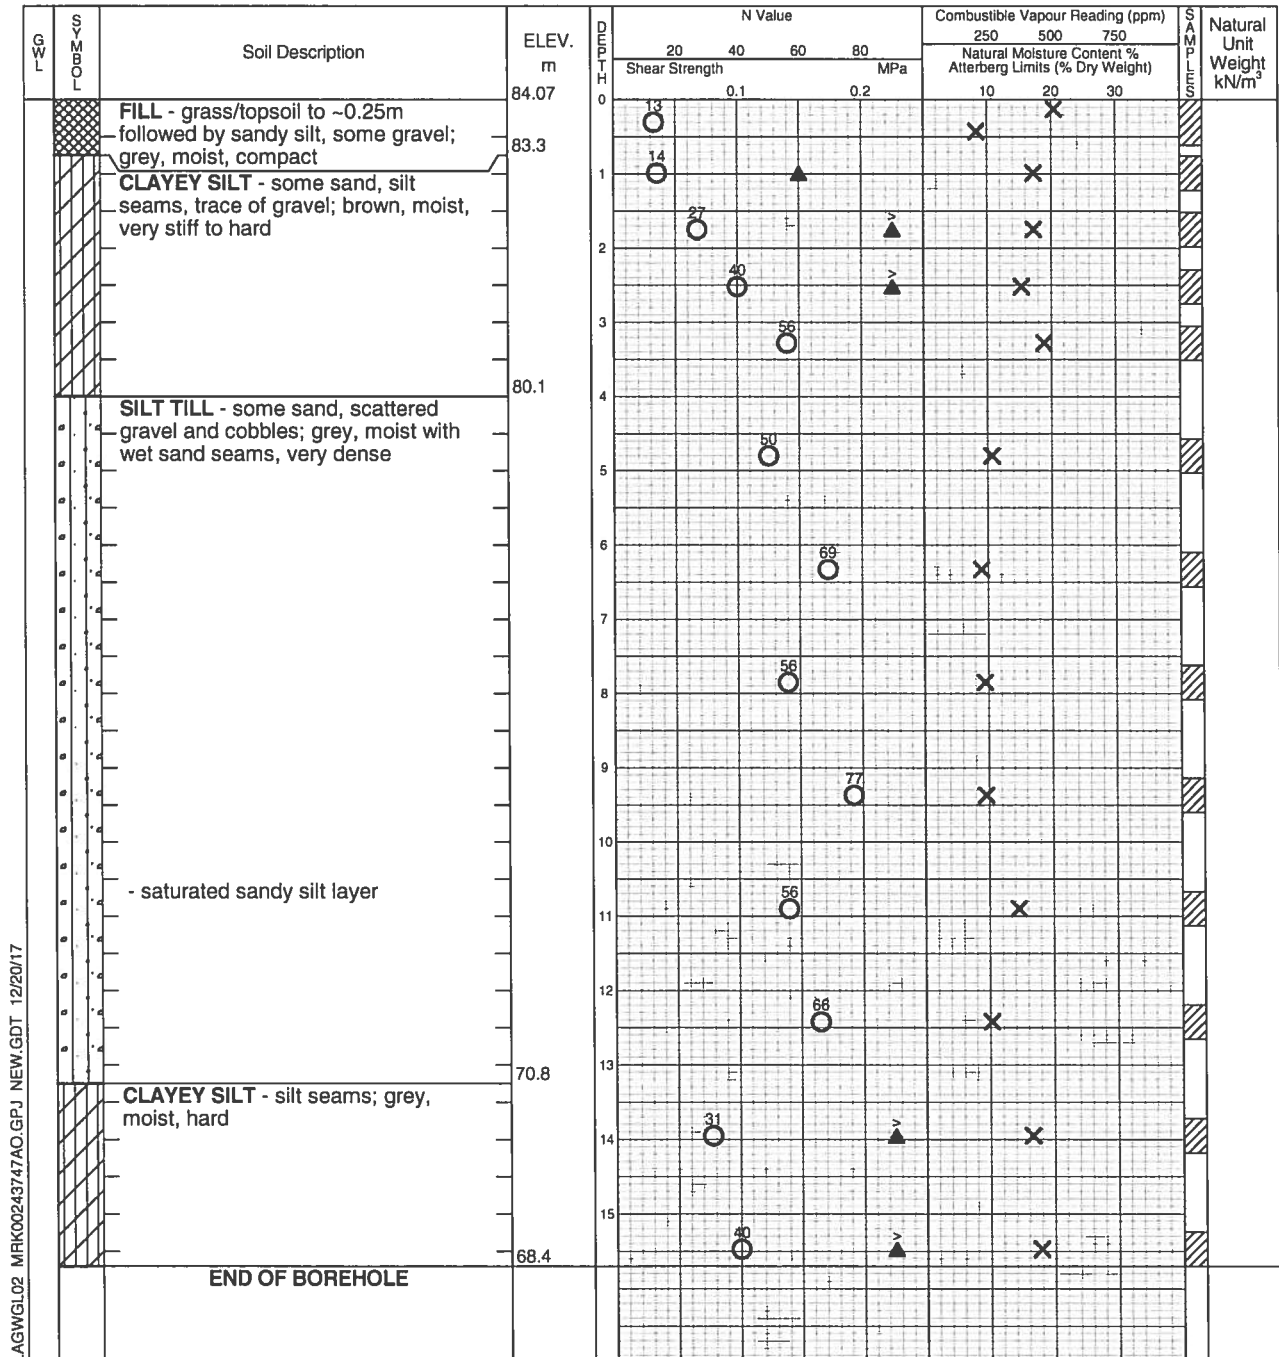 GWL
SYMBOL
Soil Description
ELEV.
m
DEPTH
N Value
20 40 60 80
Shear Strength MPa
0.1 0.2
Combustible Vapour Reading (ppm)
250 500 750
Natural Moisture Content %
Atterberg Limits (% Dry Weight)
10 20 30
SAMPLES
Natural
Unit
Weight
kN/m³
84.07
0
FILL - grass/topsoil to ~0.25m
followed by sandy silt, some gravel;
grey, moist, compact
13
83.3
CLAYEY SILT - some sand, silt
seams, trace of gravel; brown, moist,
very stiff to hard
14
1
27
>
2
40
>
3
56
80.1
4
SILT TILL - some sand, scattered
gravel and cobbles; grey, moist with
wet sand seams, very dense
50
5
6
69
7
56
8
9
77
10
- saturated sandy silt layer
56
11
12
66
13
70.8
CLAYEY SILT - silt seams; grey,
moist, hard
31
>
14
15
40
>
68.4
END OF BOREHOLE
AGWGL02 MRK00243747AO.GPJ NEW.GDT 12/20/17